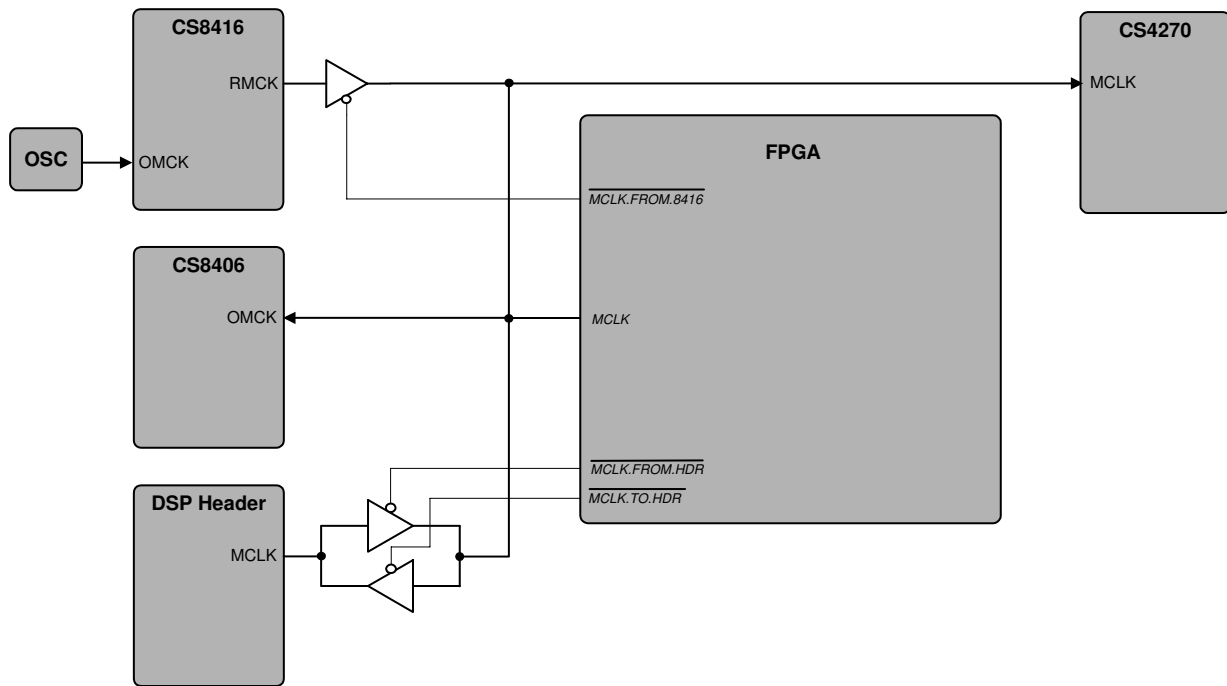 CS8416
CS4270
RMCK
MCLK
OSC
OMCK
FPGA
MCLK.FROM.8416
CS8406
OMCK
MCLK
MCLK.FROM.HDR
MCLK.TO.HDR
DSP Header
MCLK